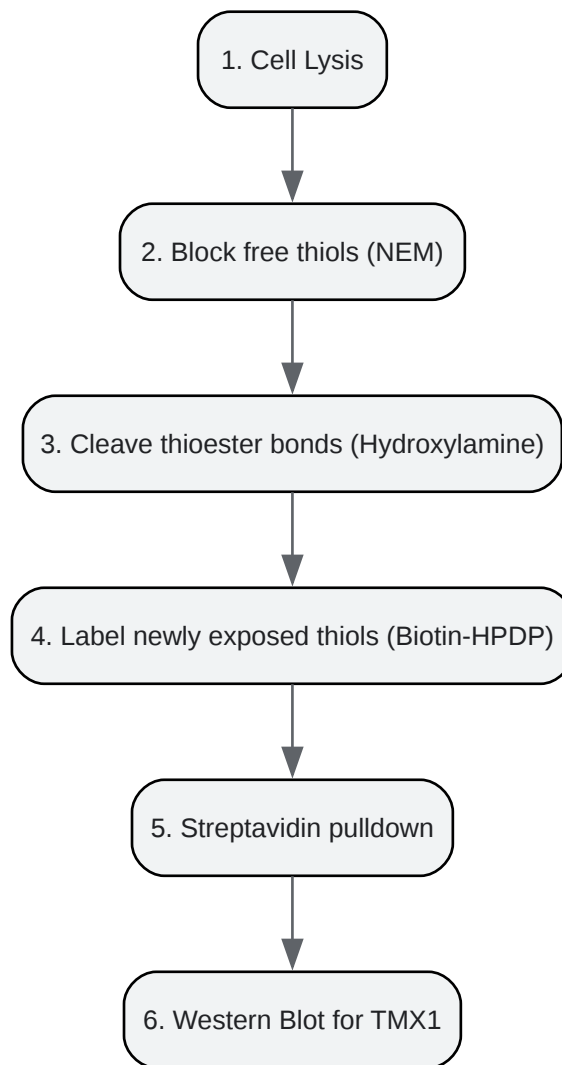 1. Cell Lysis
2. Block free thiols (NEM)
3. Cleave thioester bonds (Hydroxylamine)
4. Label newly exposed thiols (Biotin-HPDP)
5. Streptavidin pulldown
6. Western Blot for TMX1